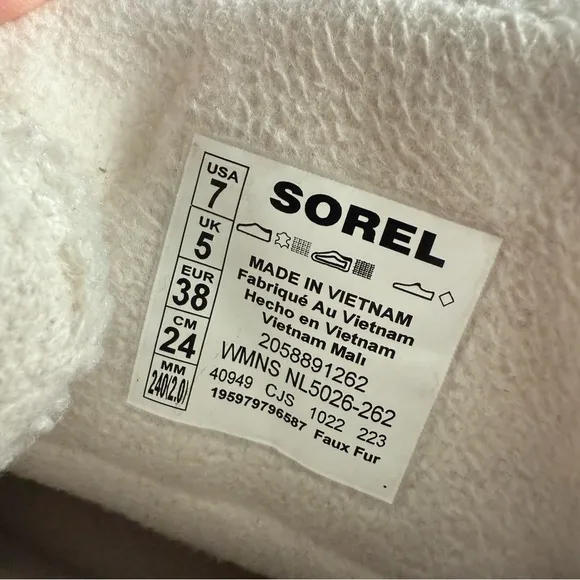 USA
7
UK
5
EUR
38
CM
24
MM
240(2.0)
SOREL
MADE IN VIETNAM
Fabriqué Au Vietnam
Hecho en Vietnam
Vietnam Malı
2058891262
WMNS NL5026-262
40949 CJS 1022 223
195979796587 Faux Fur